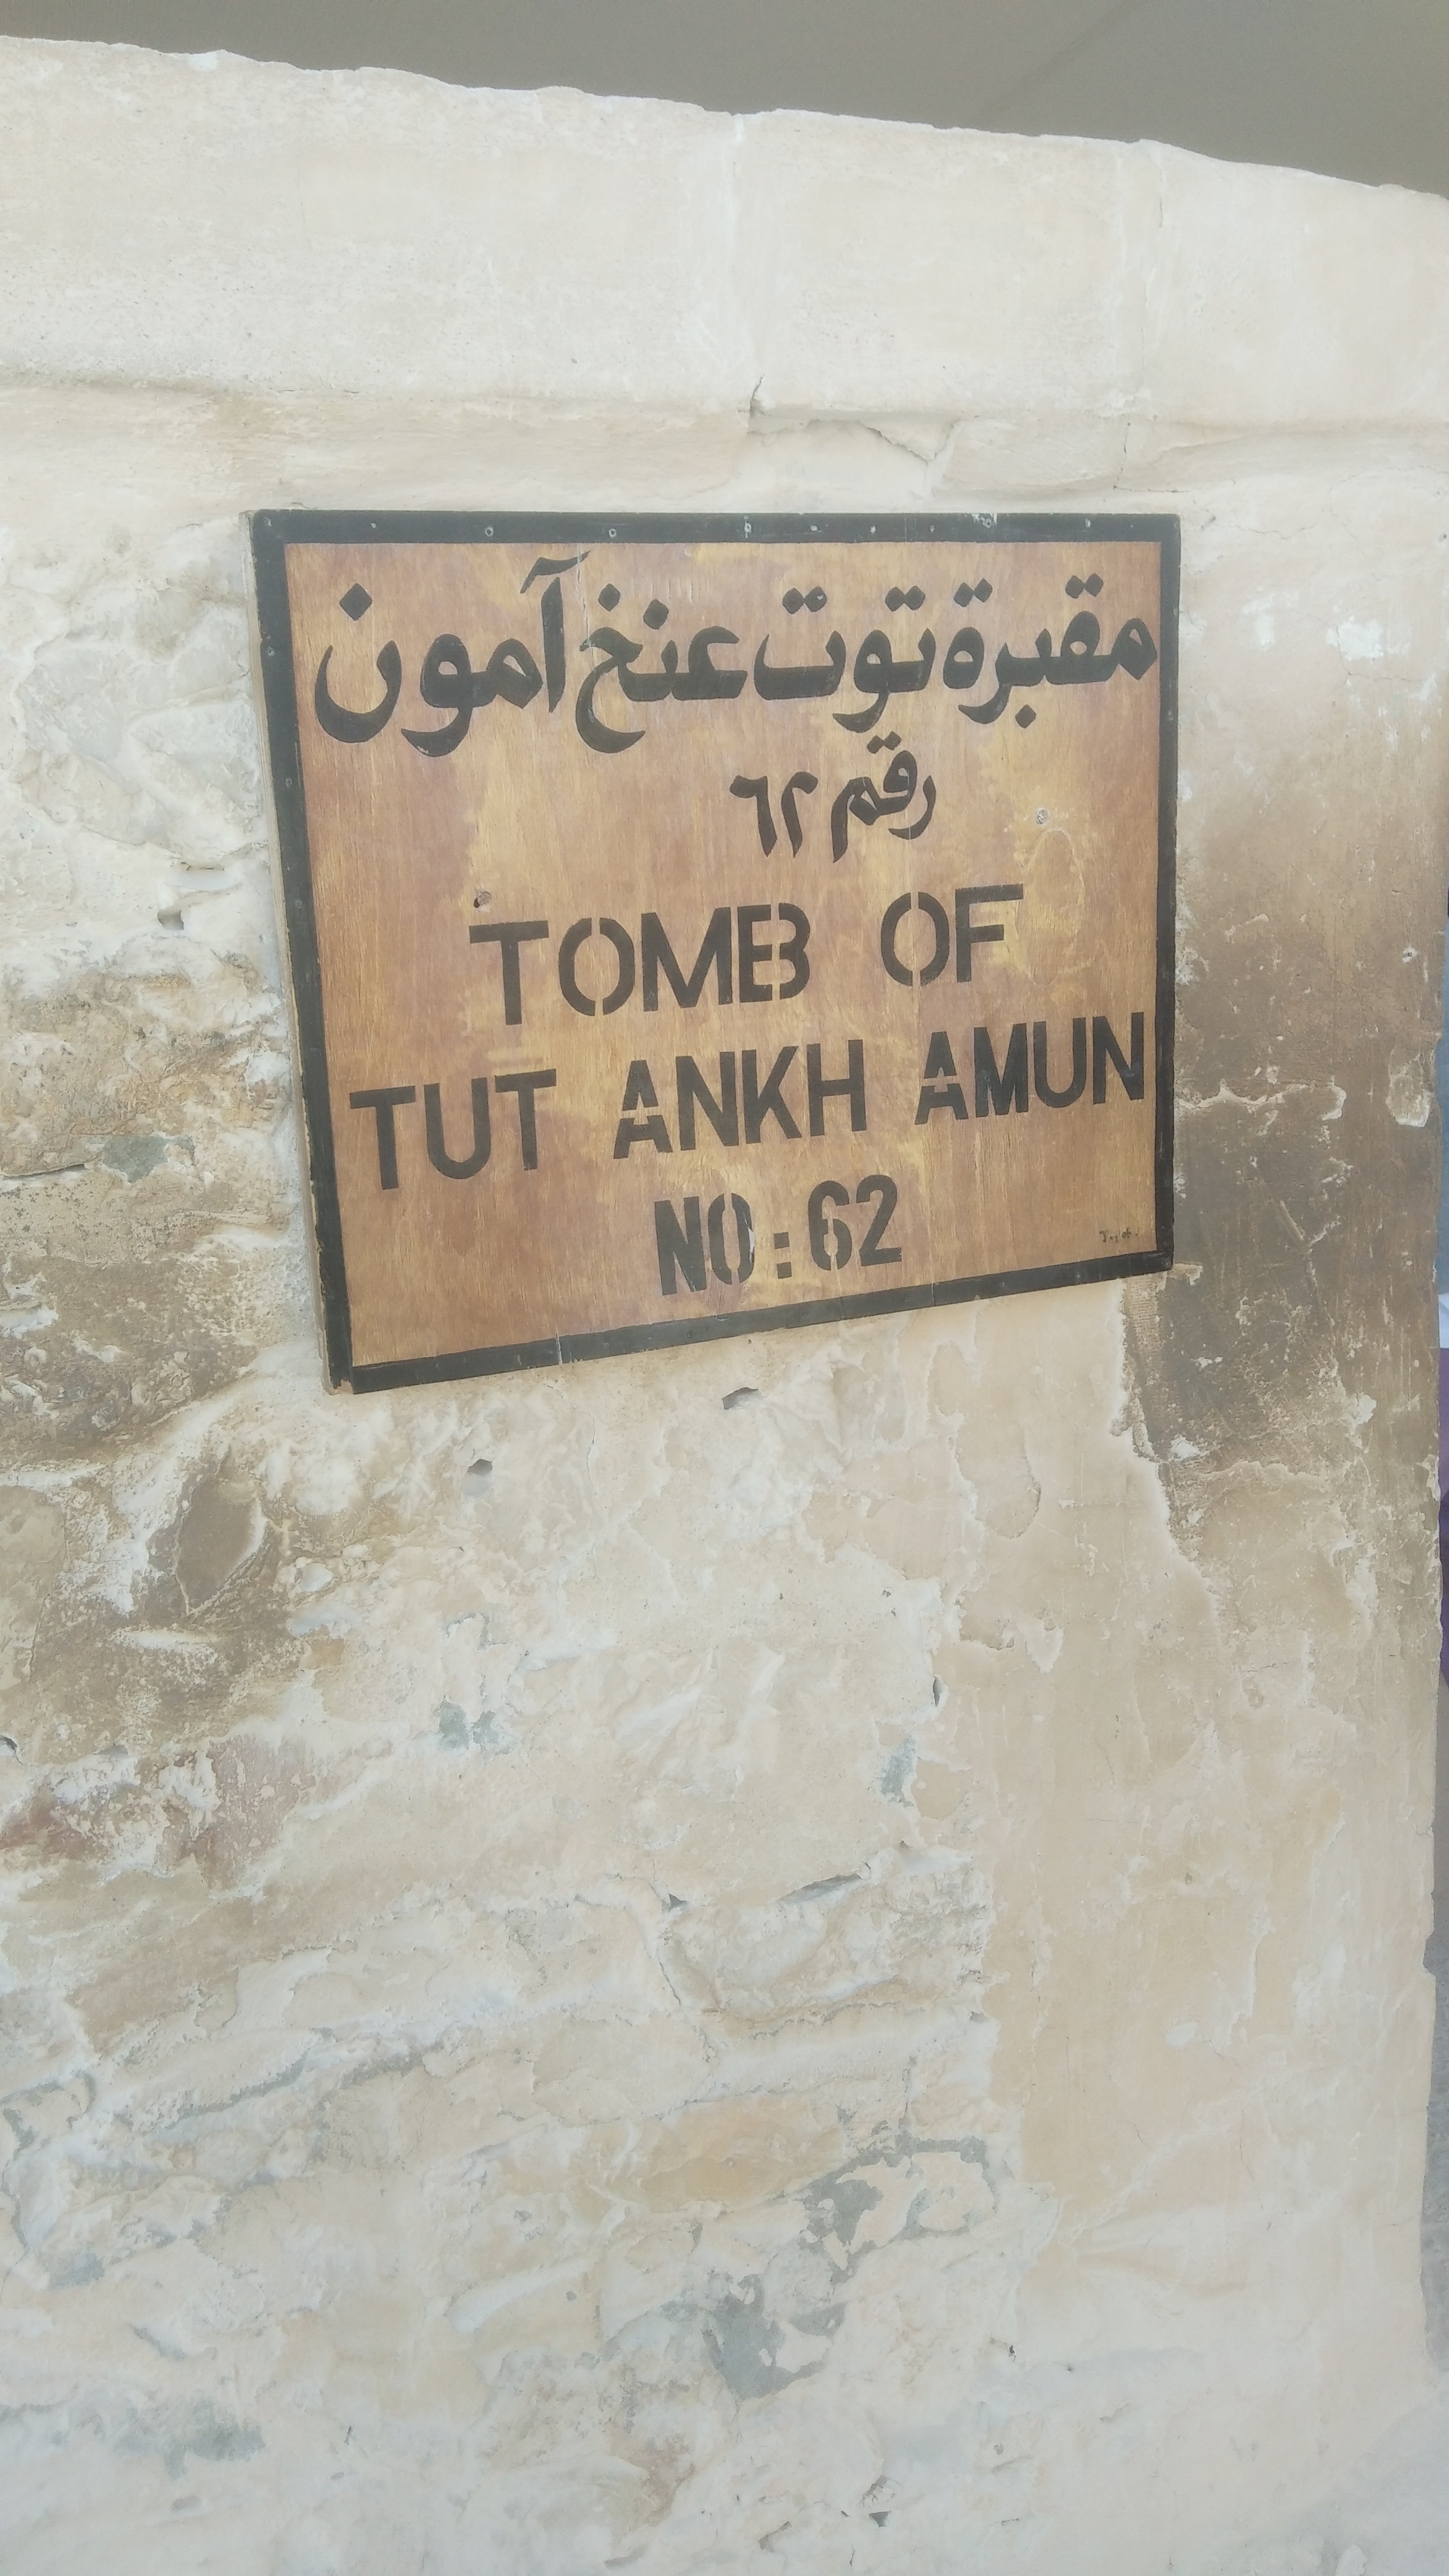 مقبرة توت عنخ آمون
رقم ٦٢
TOMB OF
TUT ANKH AMUN
NO: 62